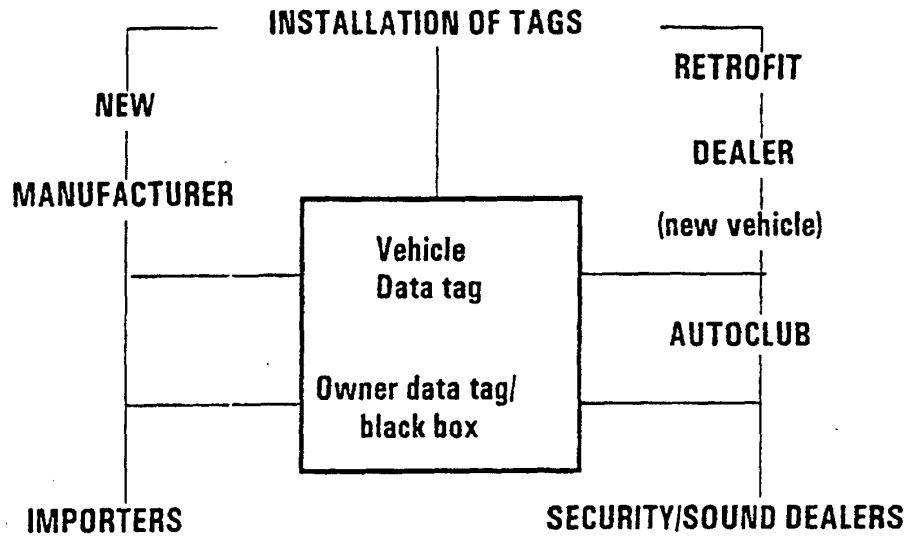 INSTALLATION OF TAGS
NEW
MANUFACTURER
IMPORTERS
Vehicle
Data tag
Owner data tag/
black box
RETROFIT
DEALER
(new vehicle)
AUTOCLUB
SECURITY/SOUND DEALERS